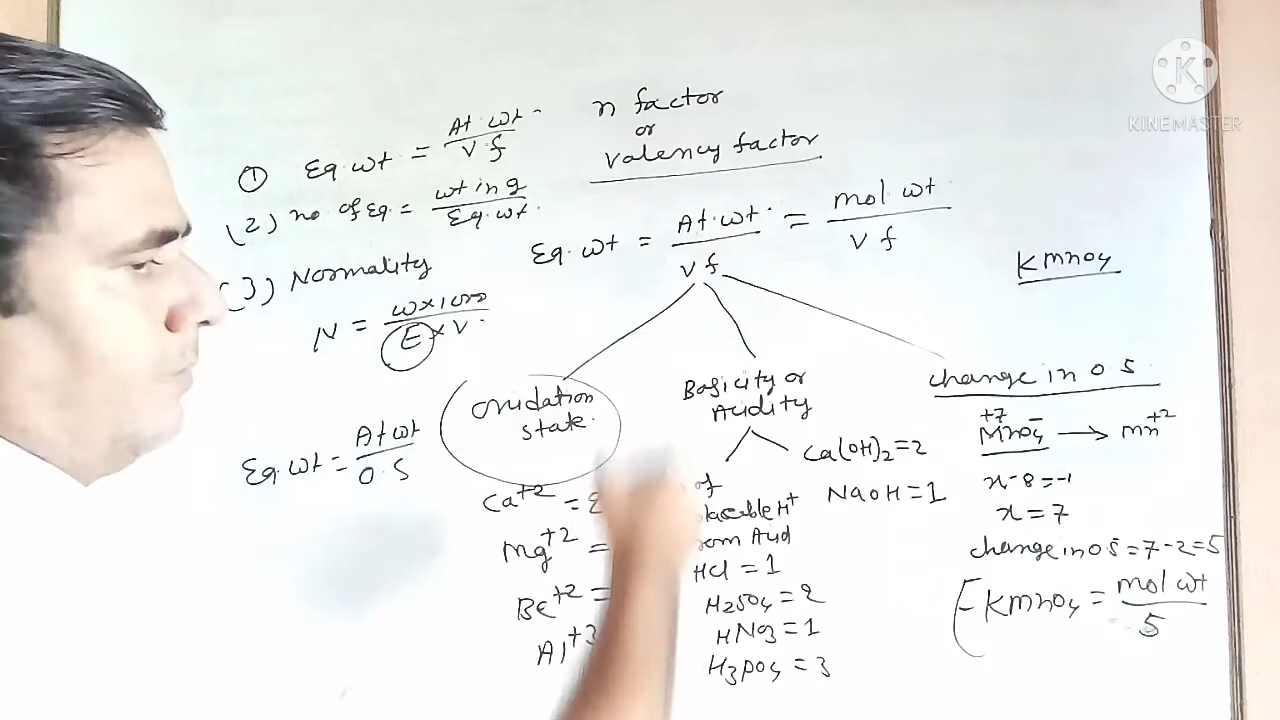 n factor
or
valency factor
① Eq. wt = At. wt / v.f
(2) no of Eq = wt in g / Eq. wt.
(3) Normality
N = w×1000 / E×V.
Eq. wt = At wt / O.S
Eq. wt = At. wt. / v f = mol wt / v f
Oxidation
state.
Ca+2 =
Mg+2 =
Be+2 =
Al+3
Basicity or
Acidity
of
H+
Acid
HCl = 1
H2SO4 = 2
HNO3 = 1
H3PO4 = 3
Ca(OH)2 = 2
NaOH = 1
KMnO4
change in O.S.
+7
MnO4- → Mn+2
x-8=-1
x = 7
change in O.S = 7-2=5
E KMnO4 = mol wt / 5
KINEMASTER